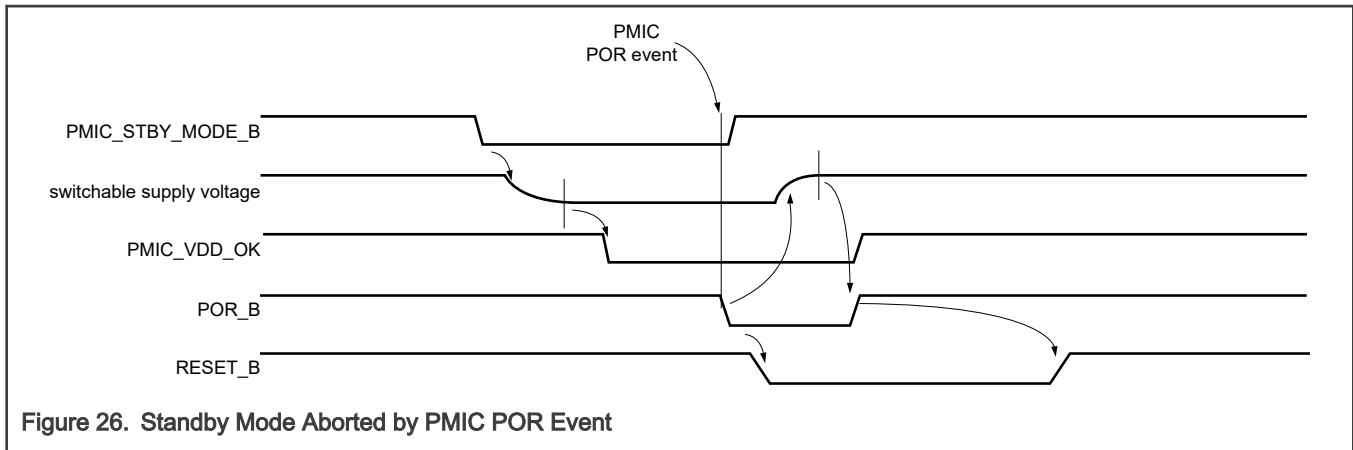 PMIC
POR event
PMIC_STBY_MODE_B
switchable supply voltage
PMIC_VDD_OK
POR_B
RESET_B
Figure 26. Standby Mode Aborted by PMIC POR Event